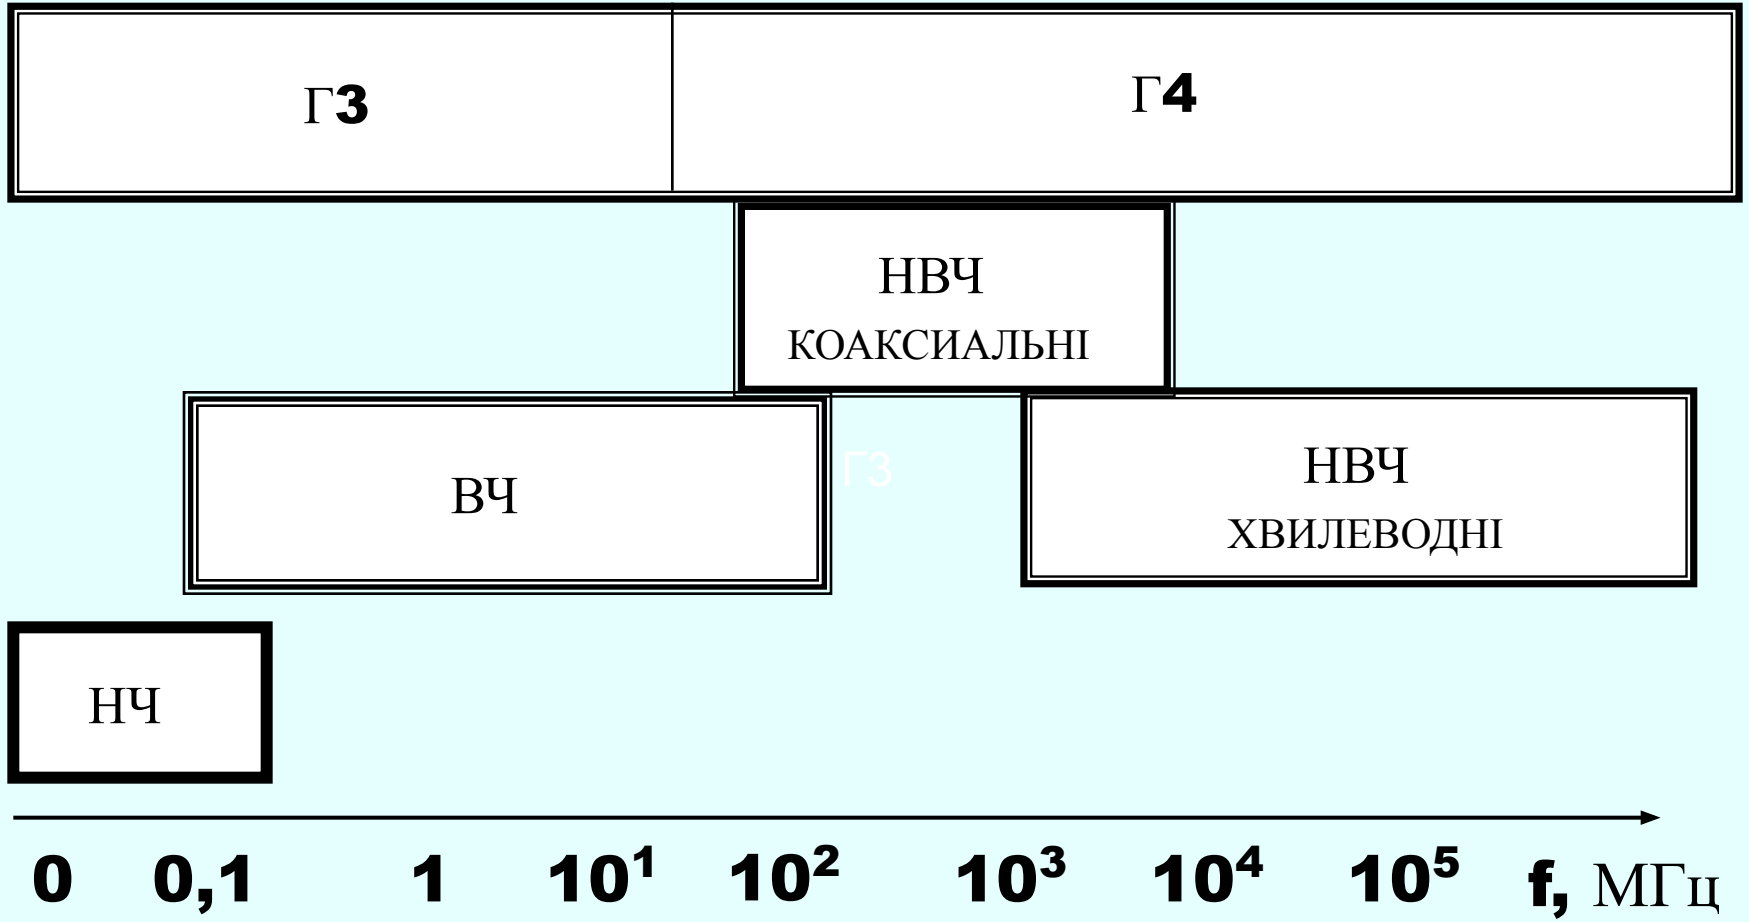 Г3
Г4
НВЧ
КОАКСИАЛЬНІ
ВЧ
Г3
НВЧ
ХВИЛЕВОДНІ
НЧ
0 0,1 1 10¹ 10² 10³ 10⁴ 10⁵ f, МГц